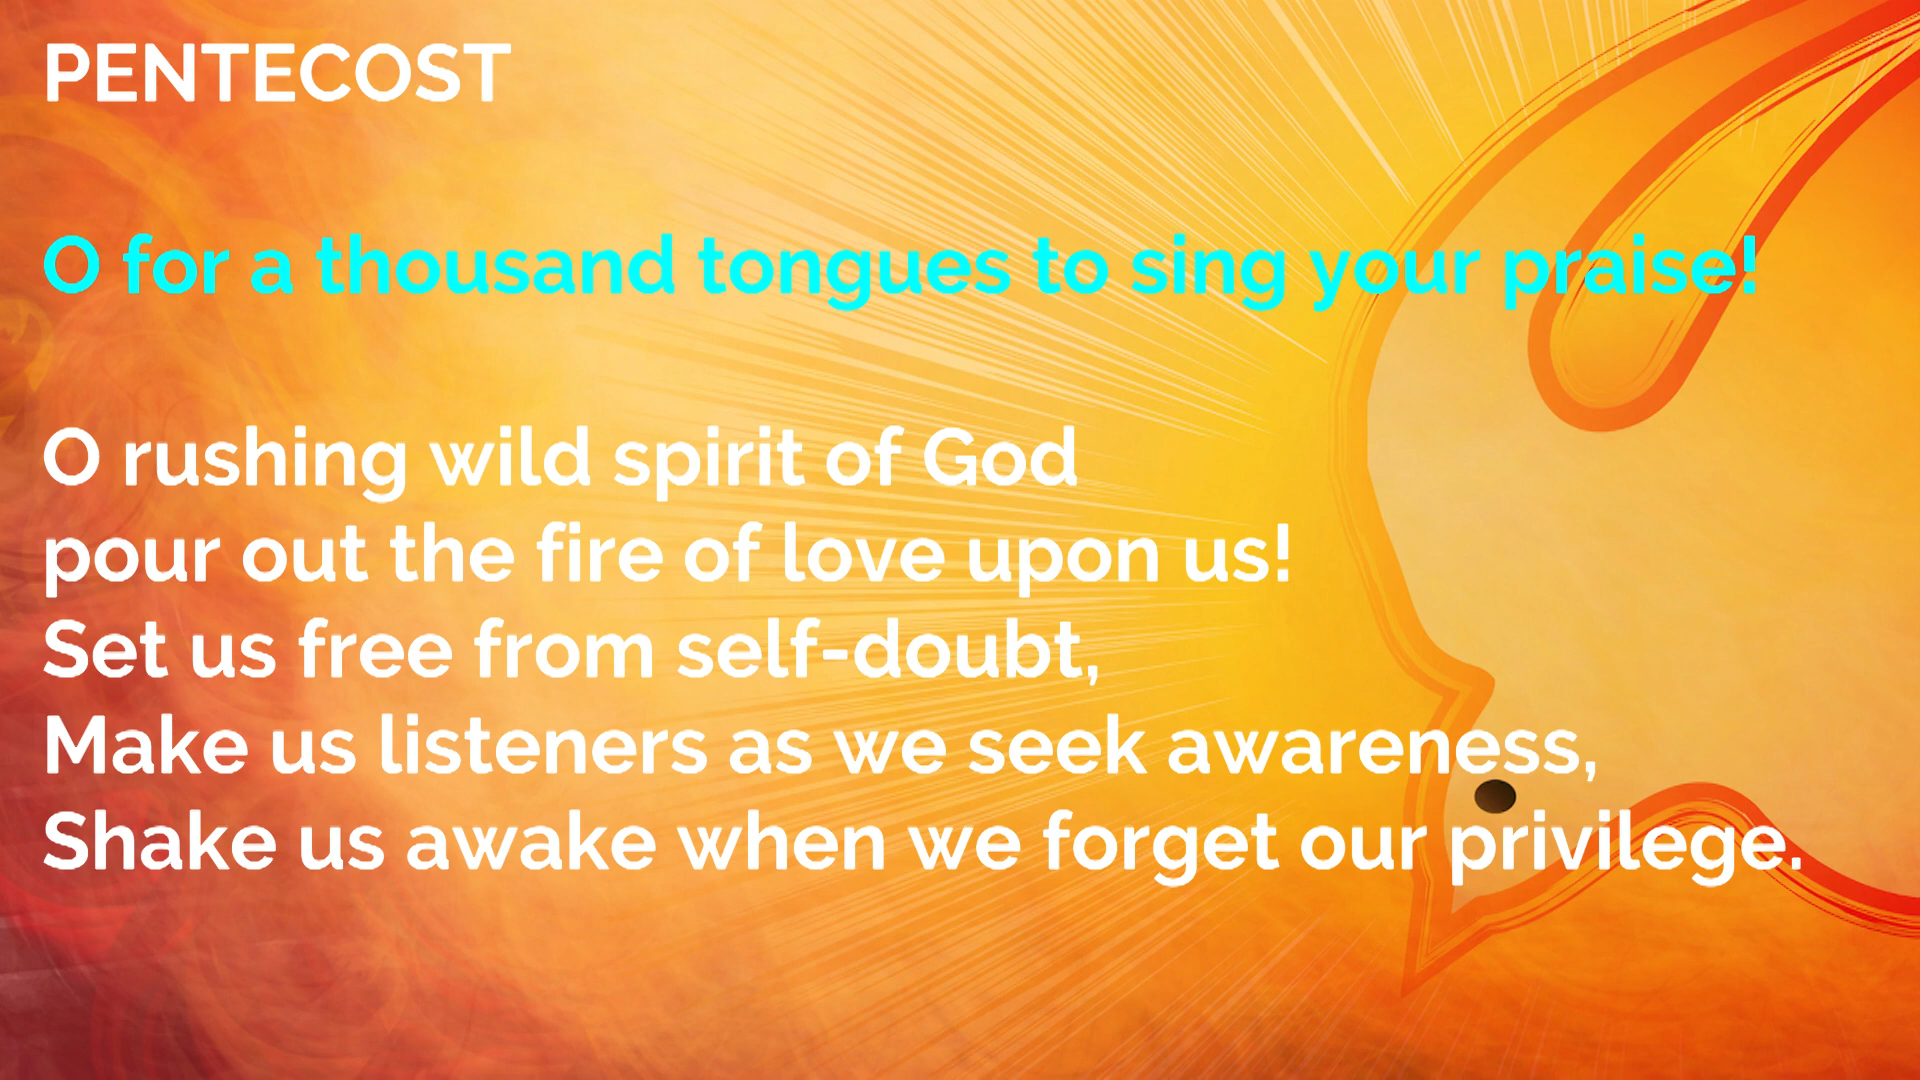 PENTECOST
O for a thousand tongues to sing your praise!
O rushing wild spirit of God
pour out the fire of love upon us!
Set us free from self-doubt,
Make us listeners as we seek awareness,
Shake us awake when we forget our privilege.